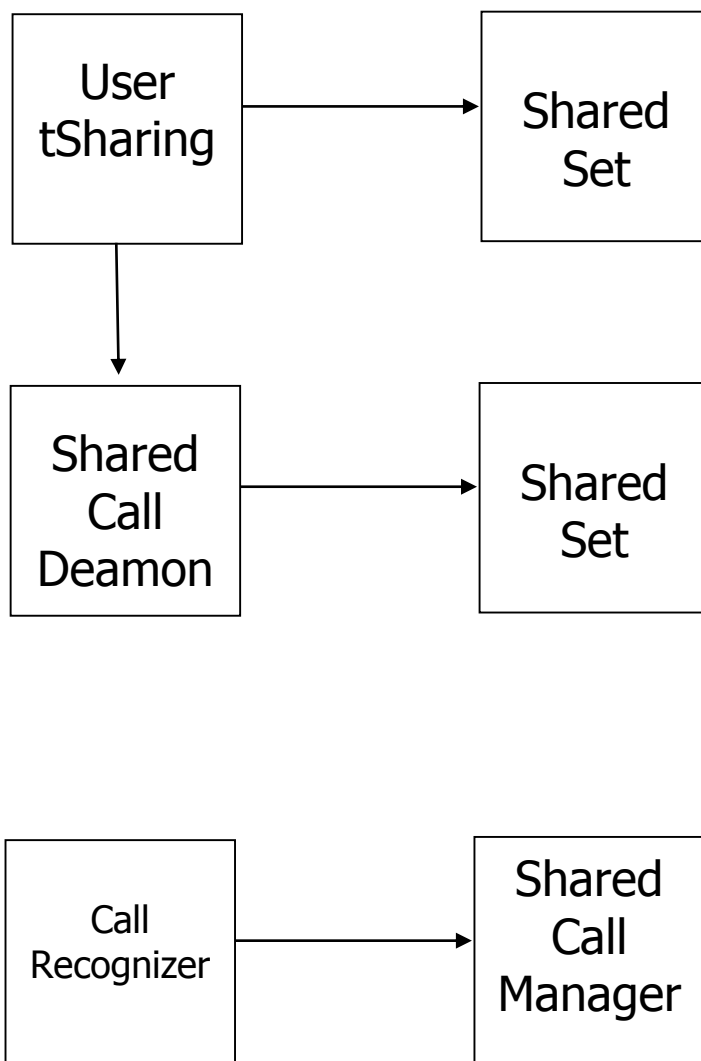 User
tSharing
Shared
Set
Shared
Call
Deamon
Shared
Set
Call
Recognizer
Shared
Call
Manager